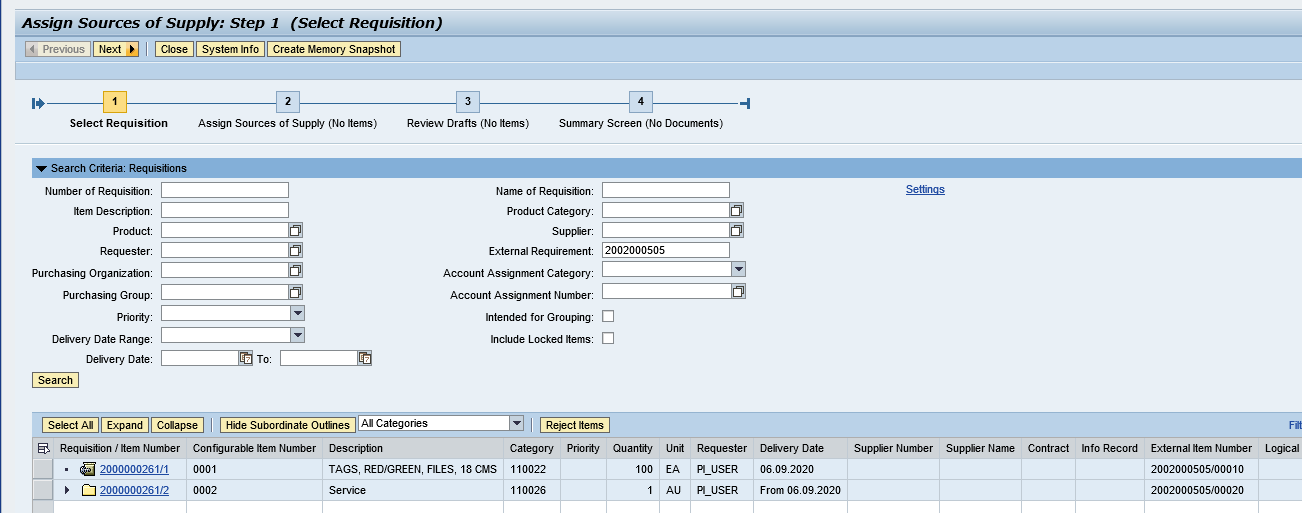 Assign Sources of Supply: Step 1 (Select Requisition)
Previous Next Close System Info Create Memory Snapshot
1 2 3 4
Select Requisition Assign Sources of Supply (No Items) Review Drafts (No Items) Summary Screen (No Documents)
Search Criteria: Requisitions
Number of Requisition: Name of Requisition: Settings
Item Description: Product Category:
Product: Supplier:
Requester: External Requirement: 2002000505
Purchasing Organization: Account Assignment Category:
Purchasing Group: Account Assignment Number:
Priority: Intended for Grouping:
Delivery Date Range: Include Locked Items:
Delivery Date: To:
Search
Select All Expand Collapse Hide Subordinate Outlines All Categories Reject Items Filt
Requisition / Item Number Configurable Item Number Description Category Priority Quantity Unit Requester Delivery Date Supplier Number Supplier Name Contract Info Record External Item Number Logical
2000000261/1 0001 TAGS, RED/GREEN, FILES, 18 CMS 110022 100 EA PI_USER 06.09.2020 2002000505/00010
2000000261/2 0002 Service 110026 1 AU PI_USER From 06.09.2020 2002000505/00020